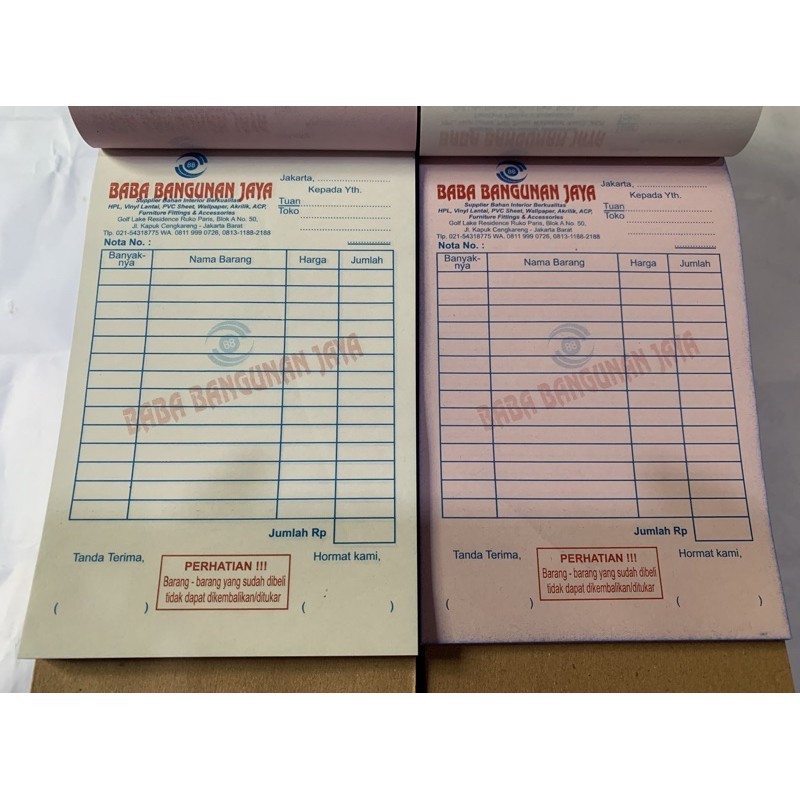 BABA BANGUNAN JAYA
Supplier Bahan Interior Berkualitas
HPL, Vinyl Lantai, PVC Sheet, Wallpaper, Akrilik, ACP,
Furniture Fittings & Accessories
Golf Lake Residence Ruko Paris, Blok A No. 50,
Jl. Kapuk Cengkareng - Jakarta Barat
Tlp. 021-54318775 WA. 0811 999 0726, 0813-1188-2188
Nota No. :
Jakarta, ........................
Kepada Yth.
Tuan
Toko
Banyak-
nya
Nama Barang
Harga
Jumlah
BB
BABA BANGUNAN JAYA
Jumlah Rp
Tanda Terima,
PERHATIAN !!!
Barang - barang yang sudah dibeli
tidak dapat dikembalikan/ditukar
Hormat kami,
( )
( )
BABA BANGUNAN JAYA
Supplier Bahan Interior Berkualitas
HPL, Vinyl Lantai, PVC Sheet, Wallpaper, Akrilik, ACP,
Furniture Fittings & Accessories
Golf Lake Residence Ruko Paris, Blok A No. 50,
Jl. Kapuk Cengkareng - Jakarta Barat
Tlp. 021-54318775 WA. 0811 999 0726, 0813-1188-2188
Nota No. :
Jakarta, ........................
Kepada Yth.
Tuan
Toko
Banyak-
nya
Nama Barang
Harga
Jumlah
BB
BABA BANGUNAN JAYA
Jumlah Rp
Tanda Terima,
PERHATIAN !!!
Barang - barang yang sudah dibeli
tidak dapat dikembalikan/ditukar
Hormat kami,
( )
( )